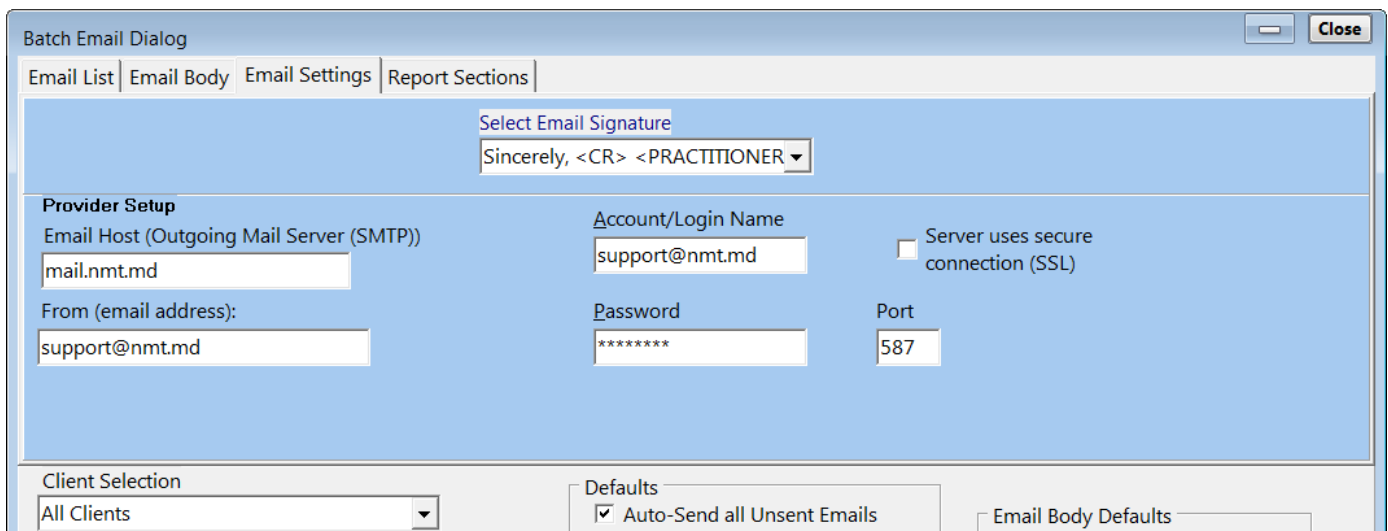 Batch Email Dialog
Close
Email List
Email Body
Email Settings
Report Sections
Select Email Signature
Sincerely, <CR> <PRACTITIONER
Provider Setup
Email Host (Outgoing Mail Server (SMTP))
mail.nmt.md
Account/Login Name
support@nmt.md
Server uses secure
connection (SSL)
From (email address):
support@nmt.md
Password
********
Port
587
Client Selection
All Clients
Defaults
Auto-Send all Unsent Emails
Email Body Defaults